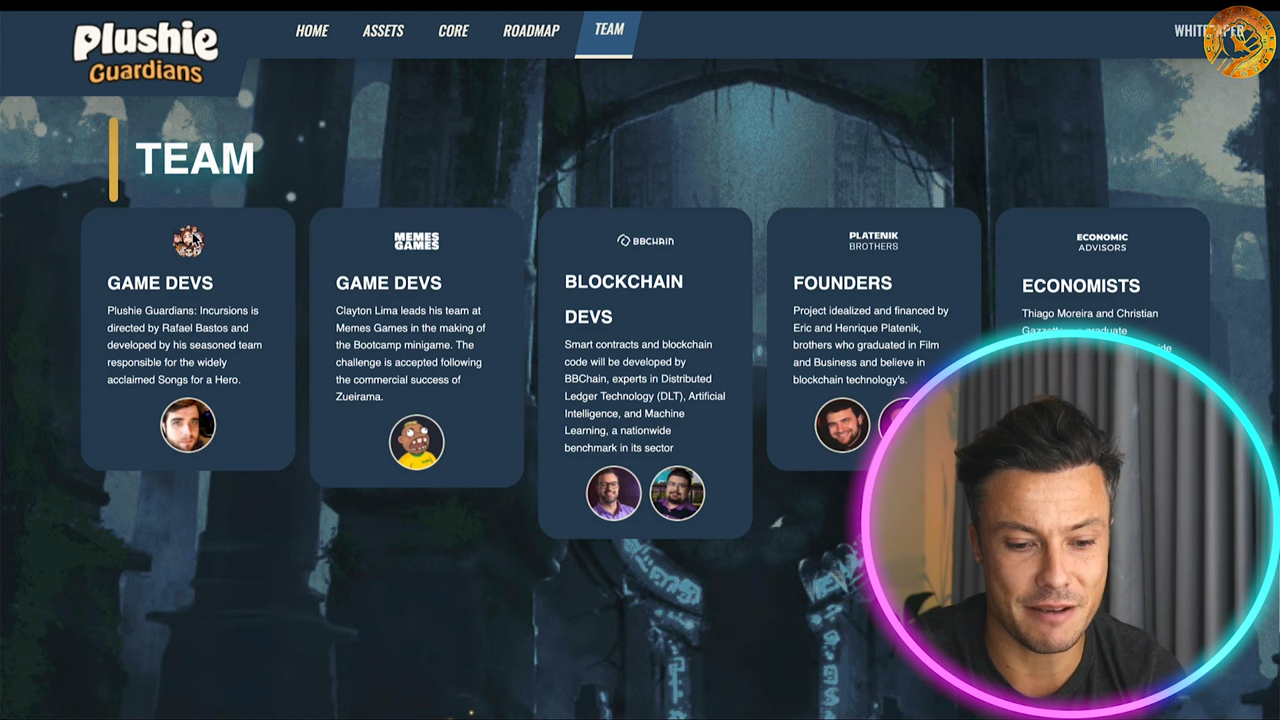 Plushie
Guardians
HOME
ASSETS
CORE
ROADMAP
TEAM
TEAM
GAME DEVS
Plushie Guardians: Incursions is
directed by Rafael Bastos and
developed by his seasoned team
responsible for the widely
acclaimed Songs for a Hero.
MEMES
GAMES
GAME DEVS
Clayton Lima leads his team at
Memes Games in the making of
the Bootcamp minigame. The
challenge is accepted following
the commercial success of
Zueirama.
BBCHAIN
BLOCKCHAIN
DEVS
Smart contracts and blockchain
code will be developed by
BBChain, experts in Distributed
Ledger Technology (DLT), Artificial
Intelligence, and Machine
Learning, a nationwide
benchmark in its sector
PLATENIK
BROTHERS
FOUNDERS
Project idealized and financed by
Eric and Henrique Platenik,
brothers who graduated in Film
and Business and believe in
blockchain technology's.
ECONOMIC
ADVISORS
ECONOMISTS
Thiago Moreira and Christian